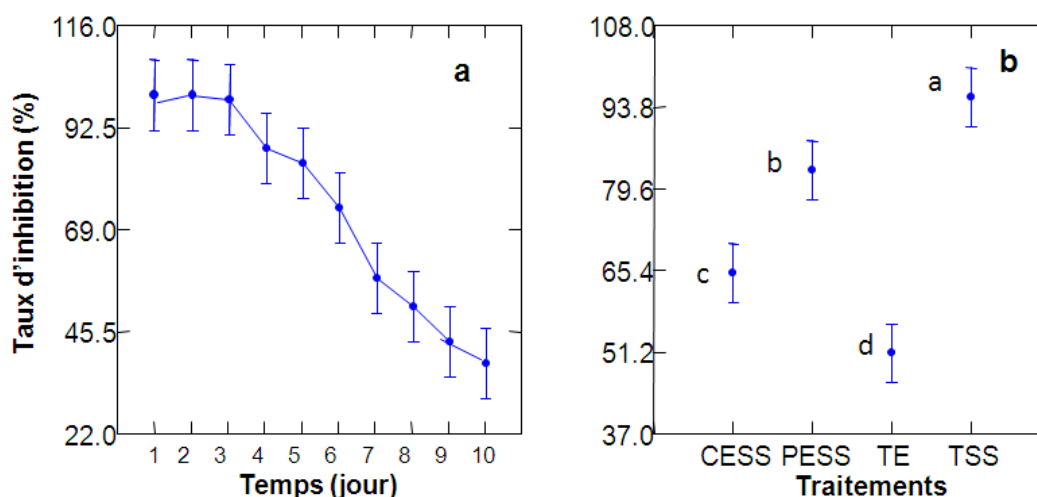 Taux d'inhibition (%)
116.0
92.5
69.0
45.5
22.0
a
1 2 3 4 5 6 7 8 9 10
Temps (jour)
108.0
93.8
79.6
65.4
51.2
37.0
b
a
b
c
d
CESS PESS TE TSS
Traitements